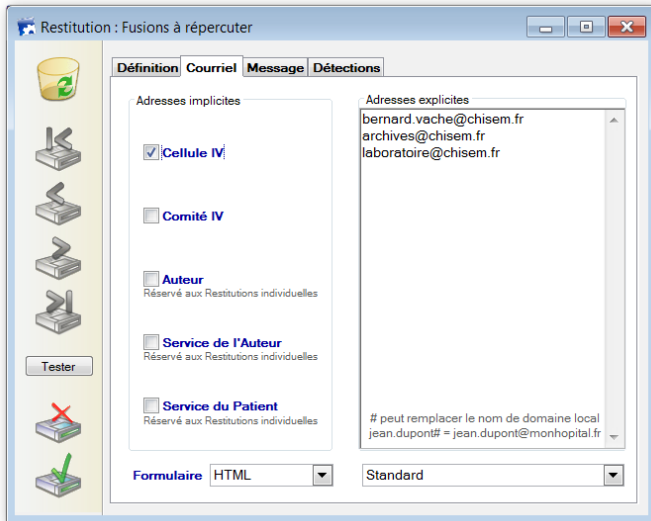 Restitution : Fusions à répercuter
Définition Courriel Message Détections
Adresses implicites
Cellule IV
Comité IV
Auteur
Réservé aux Restitutions individuelles
Service de l'Auteur
Réservé aux Restitutions individuelles
Service du Patient
Réservé aux Restitutions individuelles
Adresses explicites
bernard.vache@chisem.fr
archives@chisem.fr
laboratoire@chisem.fr
# peut remplacer le nom de domaine local
jean.dupont# = jean.dupont@monhopital.fr
Tester
Formulaire HTML
Standard